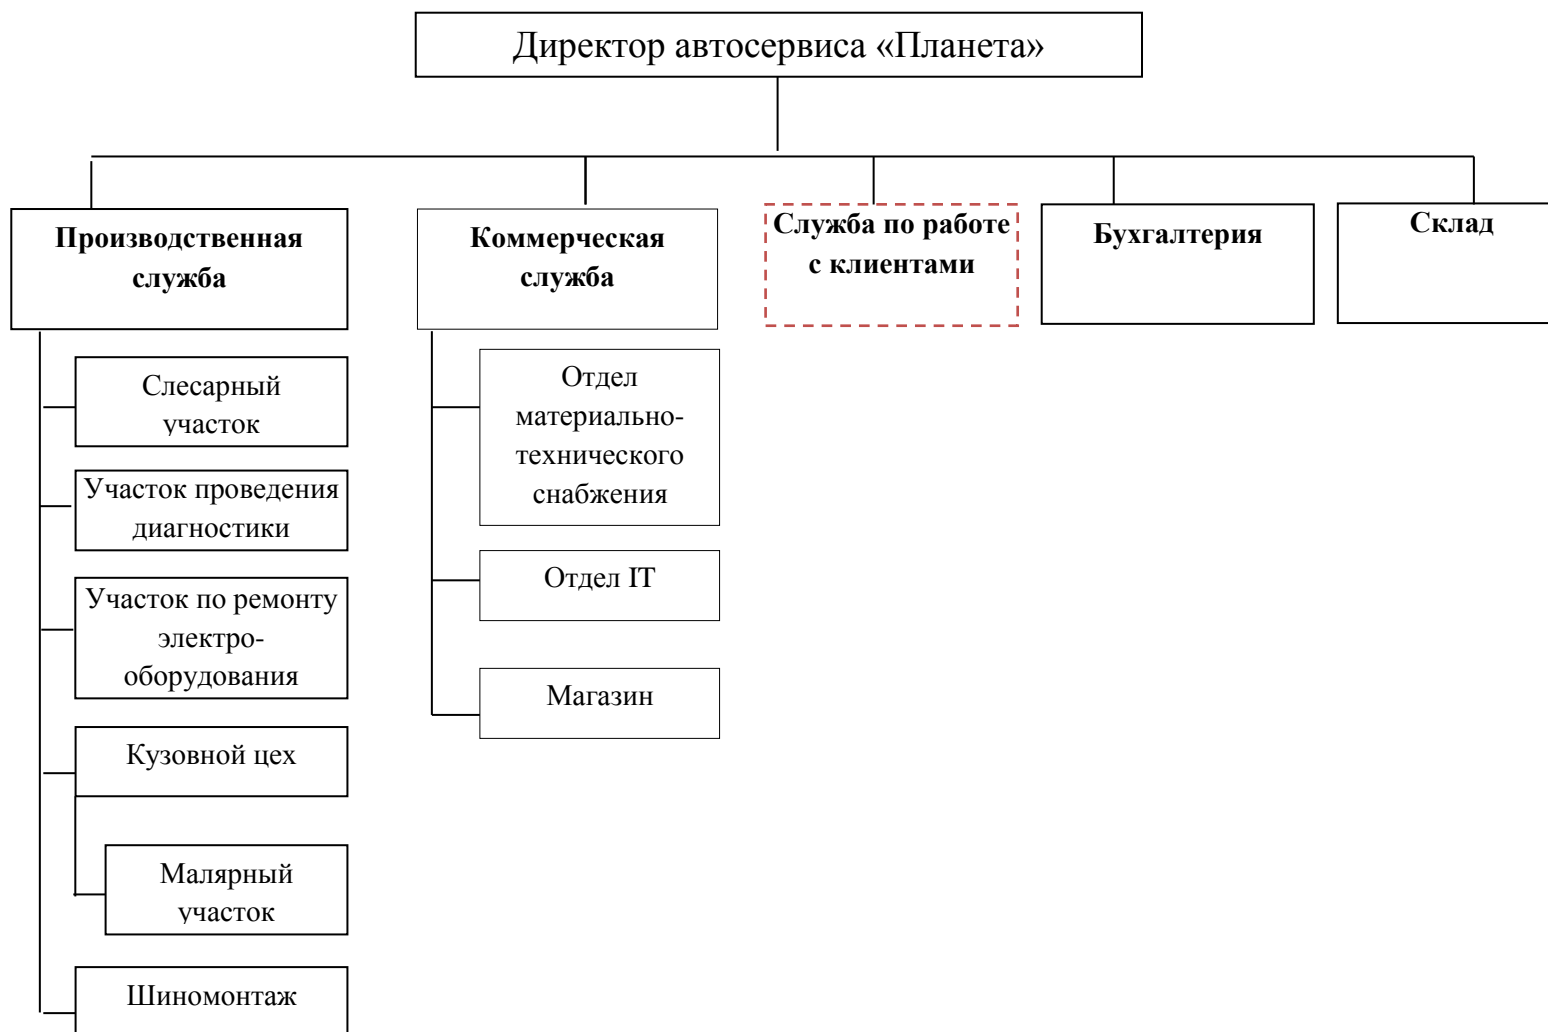 Директор автосервиса «Планета»
Производственная
служба
Коммерческая
служба
Служба по работе
с клиентами
Бухгалтерия
Склад
Слесарный
участок
Участок проведения
диагностики
Участок по ремонту
электро-
оборудования
Кузовной цех
Малярный
участок
Шиномонтаж
Отдел
материально-
технического
снабжения
Отдел IT
Магазин